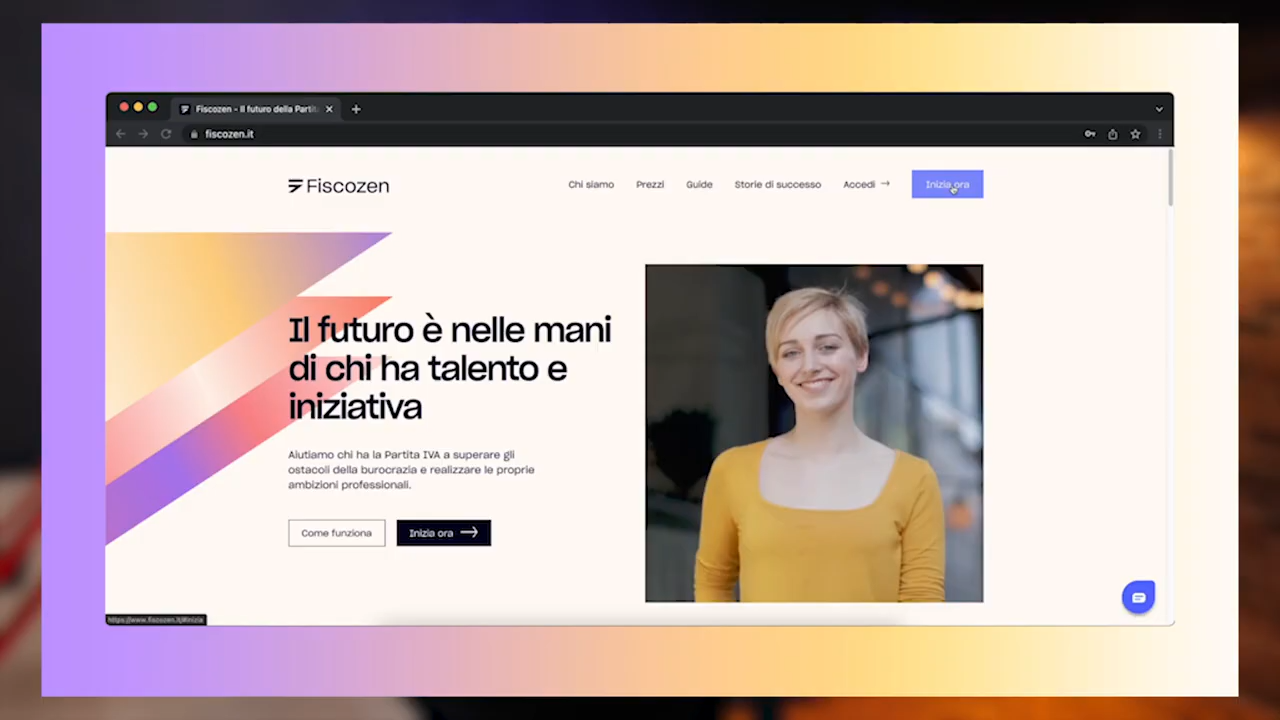 Fiscozen - Il futuro della Partit
fiscozen.it
Fiscozen
Chi siamo
Prezzi
Guide
Storie di successo
Accedi →
Inizia ora
Il futuro è nelle mani
di chi ha talento e
iniziativa
Aiutiamo chi ha la Partita IVA a superare gli
ostacoli della burocrazia e realizzare le proprie
ambizioni professionali.
Come funziona
Inizia ora →
https://www.fiscozen.it/#inizia